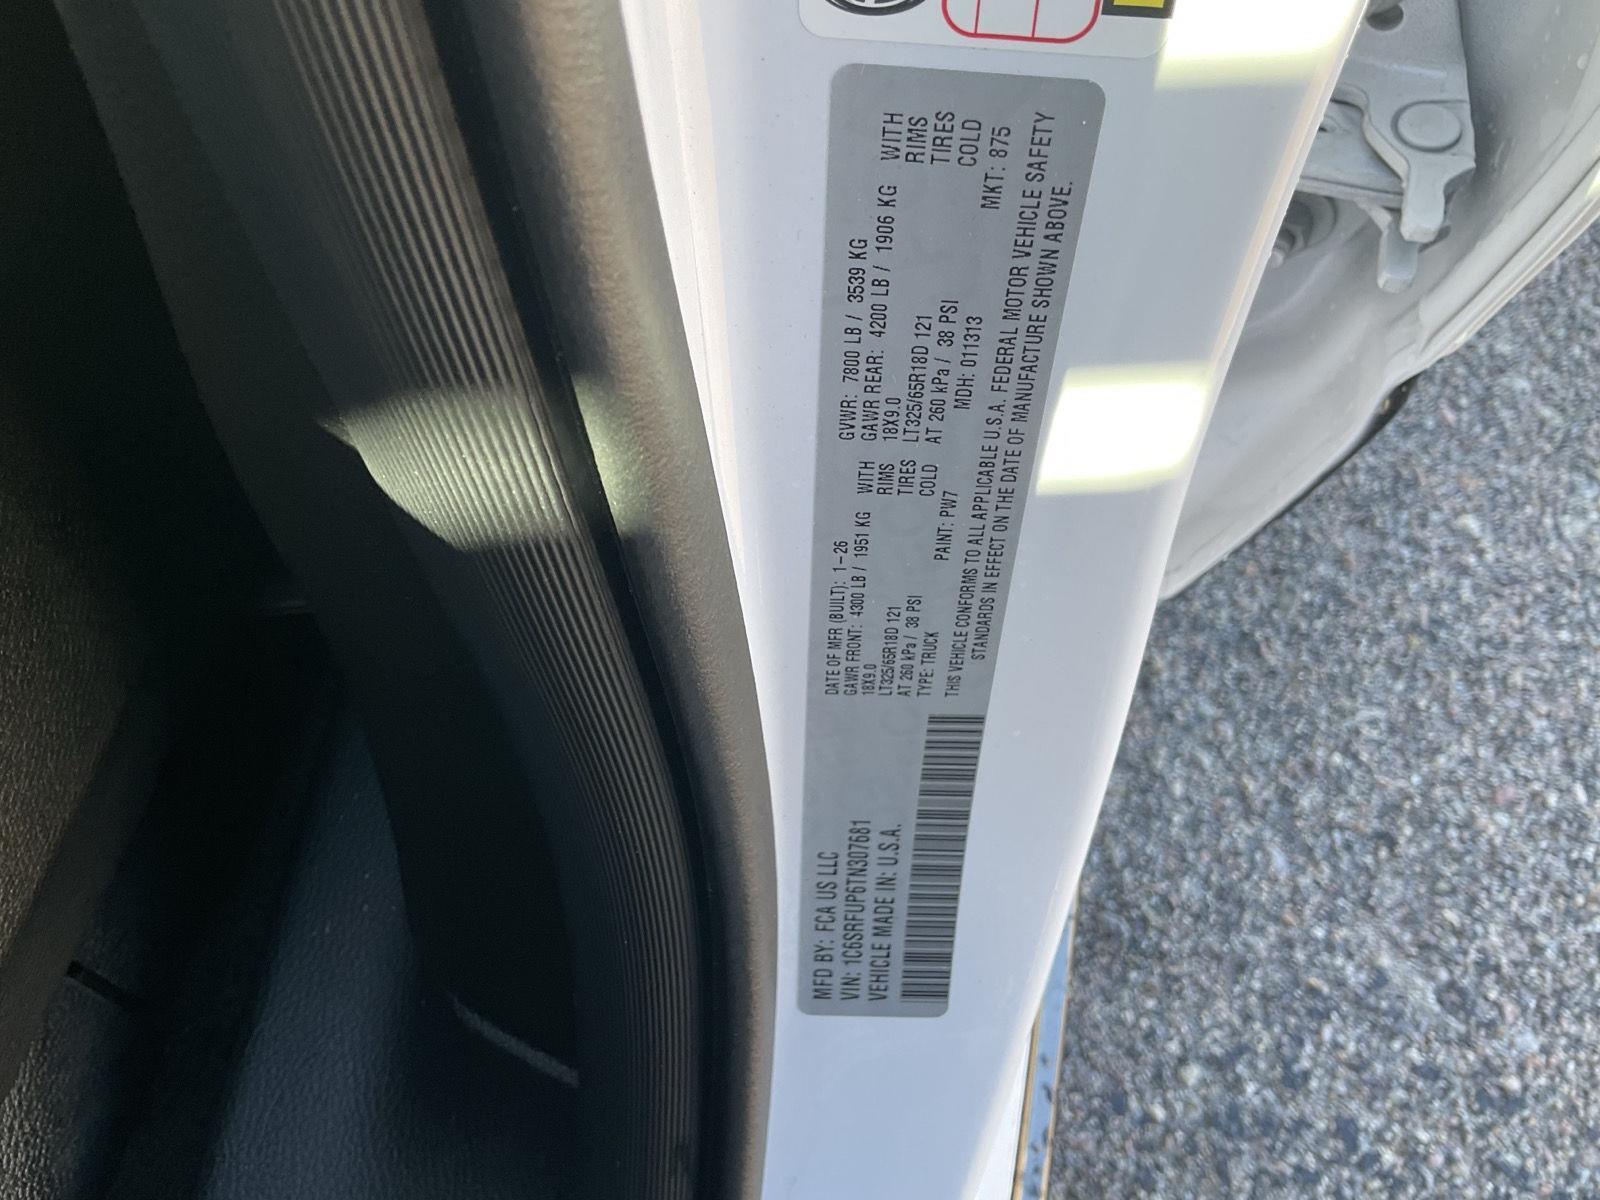 MFD BY: FCA US LLC
VIN: 1C6SRFUP6TN307681
VEHICLE MADE IN: U.S.A.
DATE OF MFR (BUILT): 1-26
GAWR FRONT: 4300 LB / 1951 KG WITH
18X9.0 RIMS
LT325/65R18D 121 TIRES
AT 260 kPa / 38 PSI COLD
TYPE: TRUCK PAINT: PW7
GVWR: 7800 LB / 3539 KG
GAWR REAR: 4200 LB / 1906 KG WITH
18X9.0 RIMS
LT325/65R18D 121 TIRES
AT 260 kPa / 38 PSI COLD
MDH: 011313 MKT: 875
THIS VEHICLE CONFORMS TO ALL APPLICABLE U.S.A. FEDERAL MOTOR VEHICLE SAFETY
STANDARDS IN EFFECT ON THE DATE OF MANUFACTURE SHOWN ABOVE.